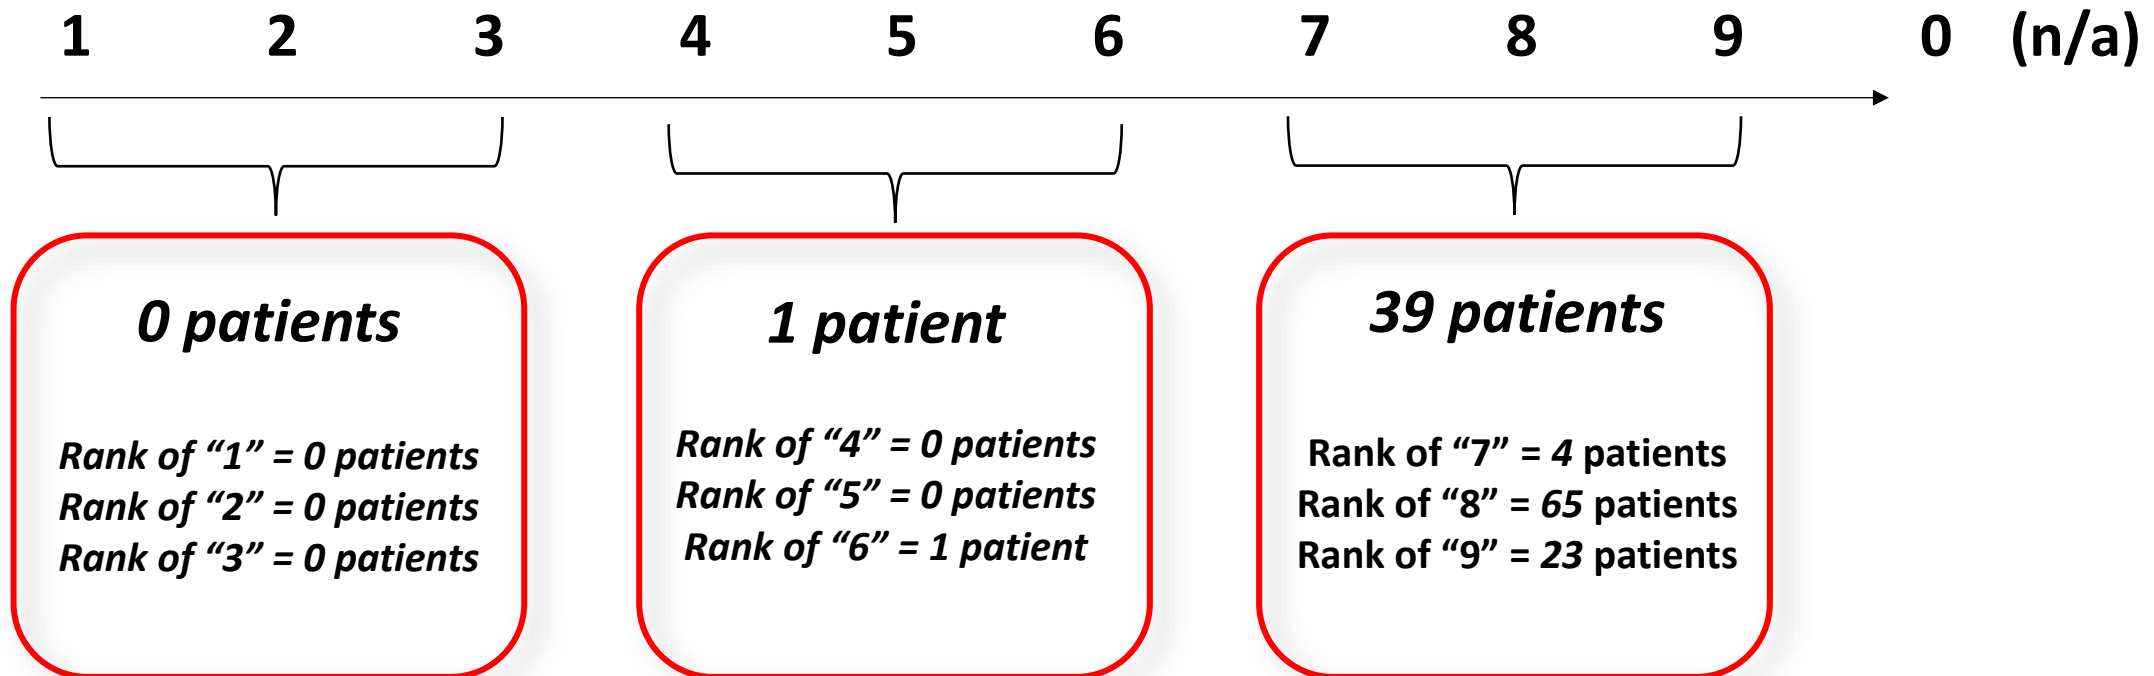 1 2 3 4 5 6 7 8 9 0 (n/a)
0 patients
Rank of “1” = 0 patients
Rank of “2” = 0 patients
Rank of “3” = 0 patients
1 patient
Rank of “4” = 0 patients
Rank of “5” = 0 patients
Rank of “6” = 1 patient
39 patients
Rank of “7” = 4 patients
Rank of “8” = 65 patients
Rank of “9” = 23 patients